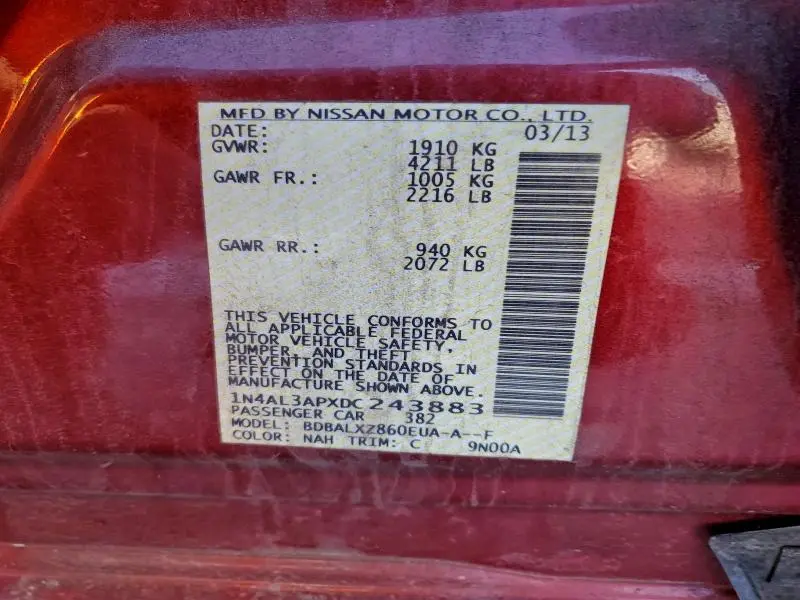 MFD BY NISSAN MOTOR CO., LTD.
DATE: 03/13
GVWR: 1910 KG
4211 LB
GAWR FR.: 1005 KG
2216 LB
GAWR RR.: 940 KG
2072 LB
THIS VEHICLE CONFORMS TO
ALL APPLICABLE FEDERAL
MOTOR VEHICLE SAFETY,
BUMPER, AND THEFT
PREVENTION STANDARDS IN
EFFECT ON THE DATE OF
MANUFACTURE SHOWN ABOVE.
1N4AL3APXDC243883
PASSENGER CAR 382
MODEL: BDBALXZ860EUA-A--F
COLOR: NAH TRIM: C 9N00A